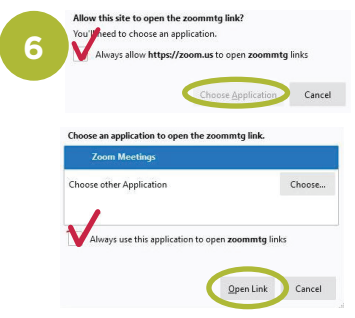 6
Allow this site to open the zoommtg link?
You'll need to choose an application.
Always allow https://zoom.us to open zoommtg links
Choose Application Cancel
Choose an application to open the zoommtg link.
Zoom Meetings
Choose other Application Choose...
Always use this application to open zoommtg links
Open Link Cancel